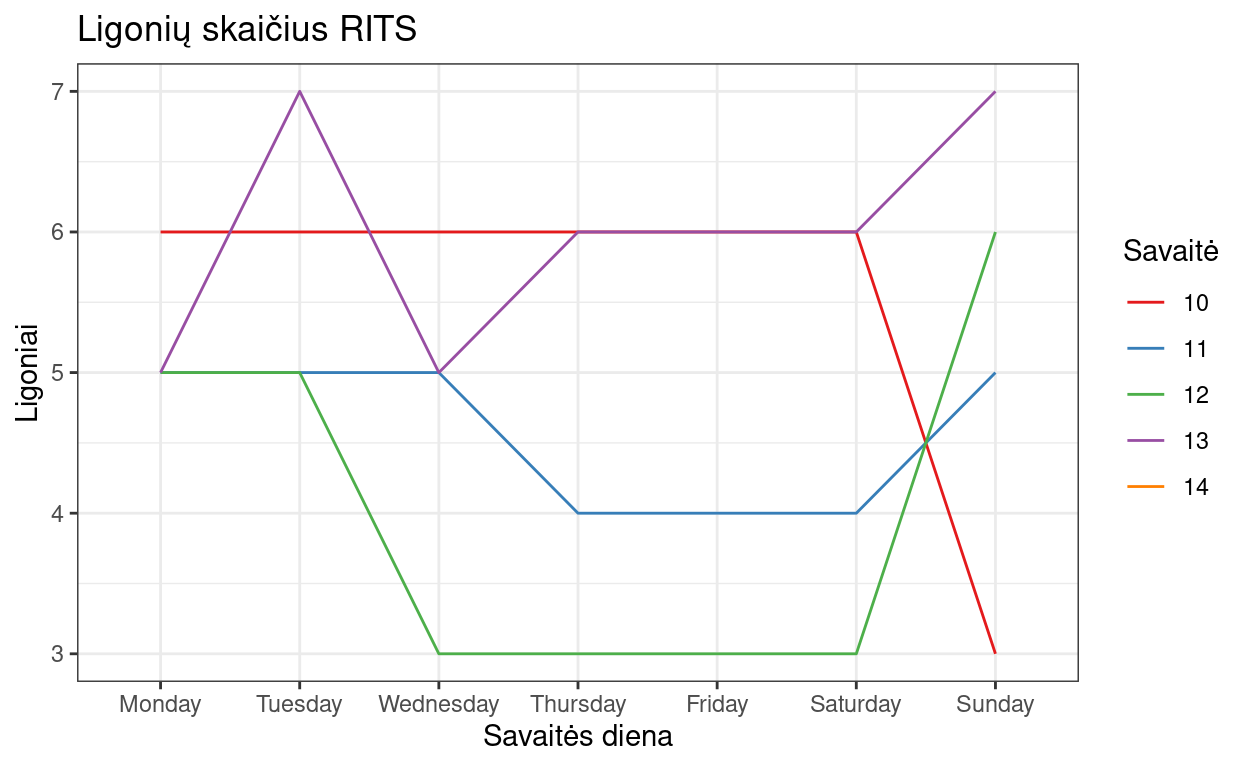 Ligonių skaičius RITS
Ligoniai
7
6
5
4
3
Monday Tuesday Wednesday Thursday Friday Saturday Sunday
Savaitės diena
Savaitė
10
11
12
13
14